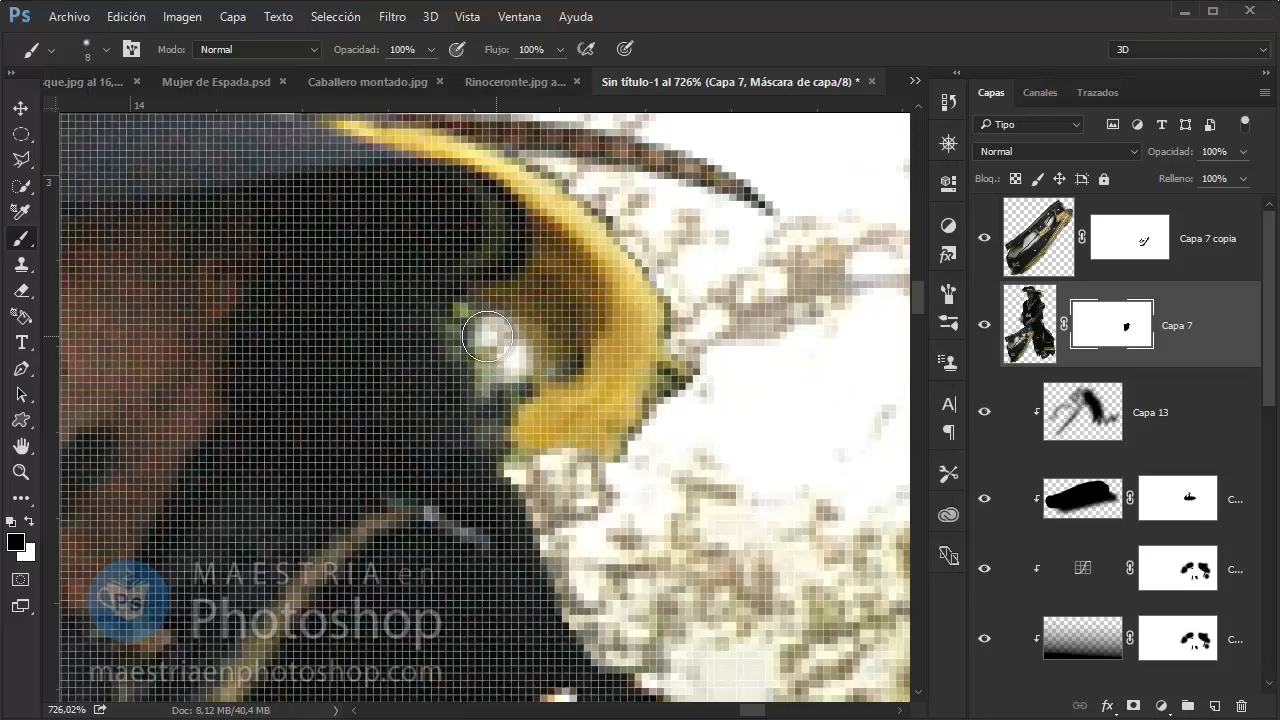 Ps Archivo Edición Imagen Capa Texto Selección Filtro 3D Vista Ventana Ayuda
8 Modo: Normal Opacidad: 100% Flujo: 100% 3D
que.jpg al 16,... Mujer de Espada.psd Caballero montado.jpg Rinoceronte.jpg a... Sin título-1 al 726% (Capa 7, Máscara de capa/8) *
14
3
Capas Canales Trazados
Tipo
Normal Opacidad: 100%
Bloq.: Relleno: 100%
Capa 7 copia
Capa 7
Capa 13
C...
C...
C...
PS
MAESTRIA en
Photoshop
maestriaenphotoshop.com
726,02% Doc: 8,12 MB/40,4 MB